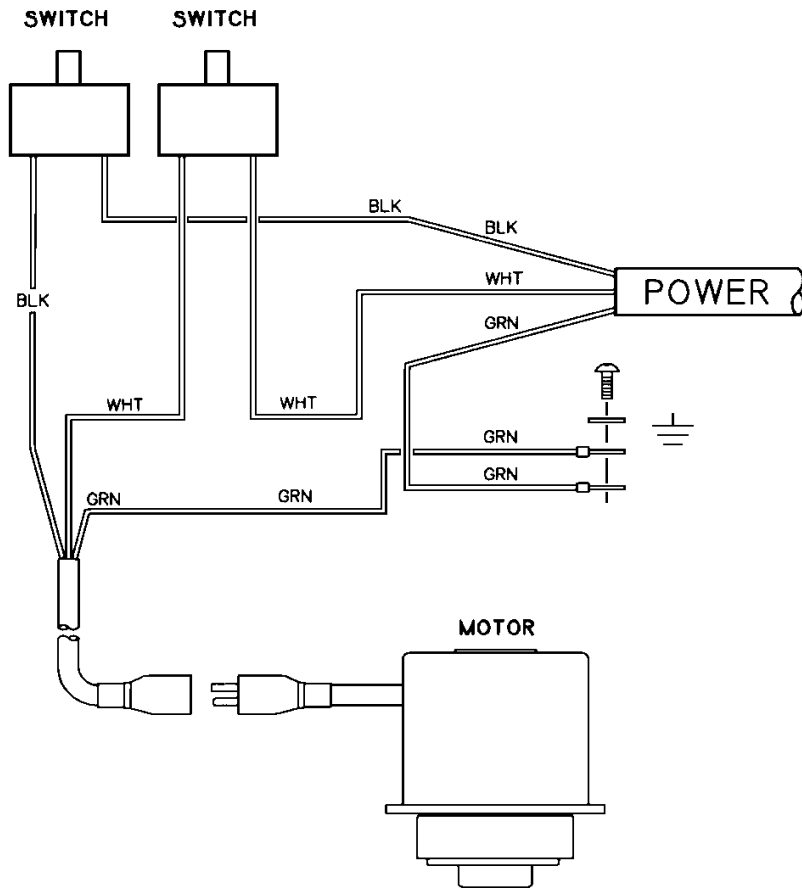 SWITCH SWITCH
BLK
BLK
WHT
POWER
BLK
GRN
WHT
WHT
GRN
GRN
GRN
GRN
MOTOR